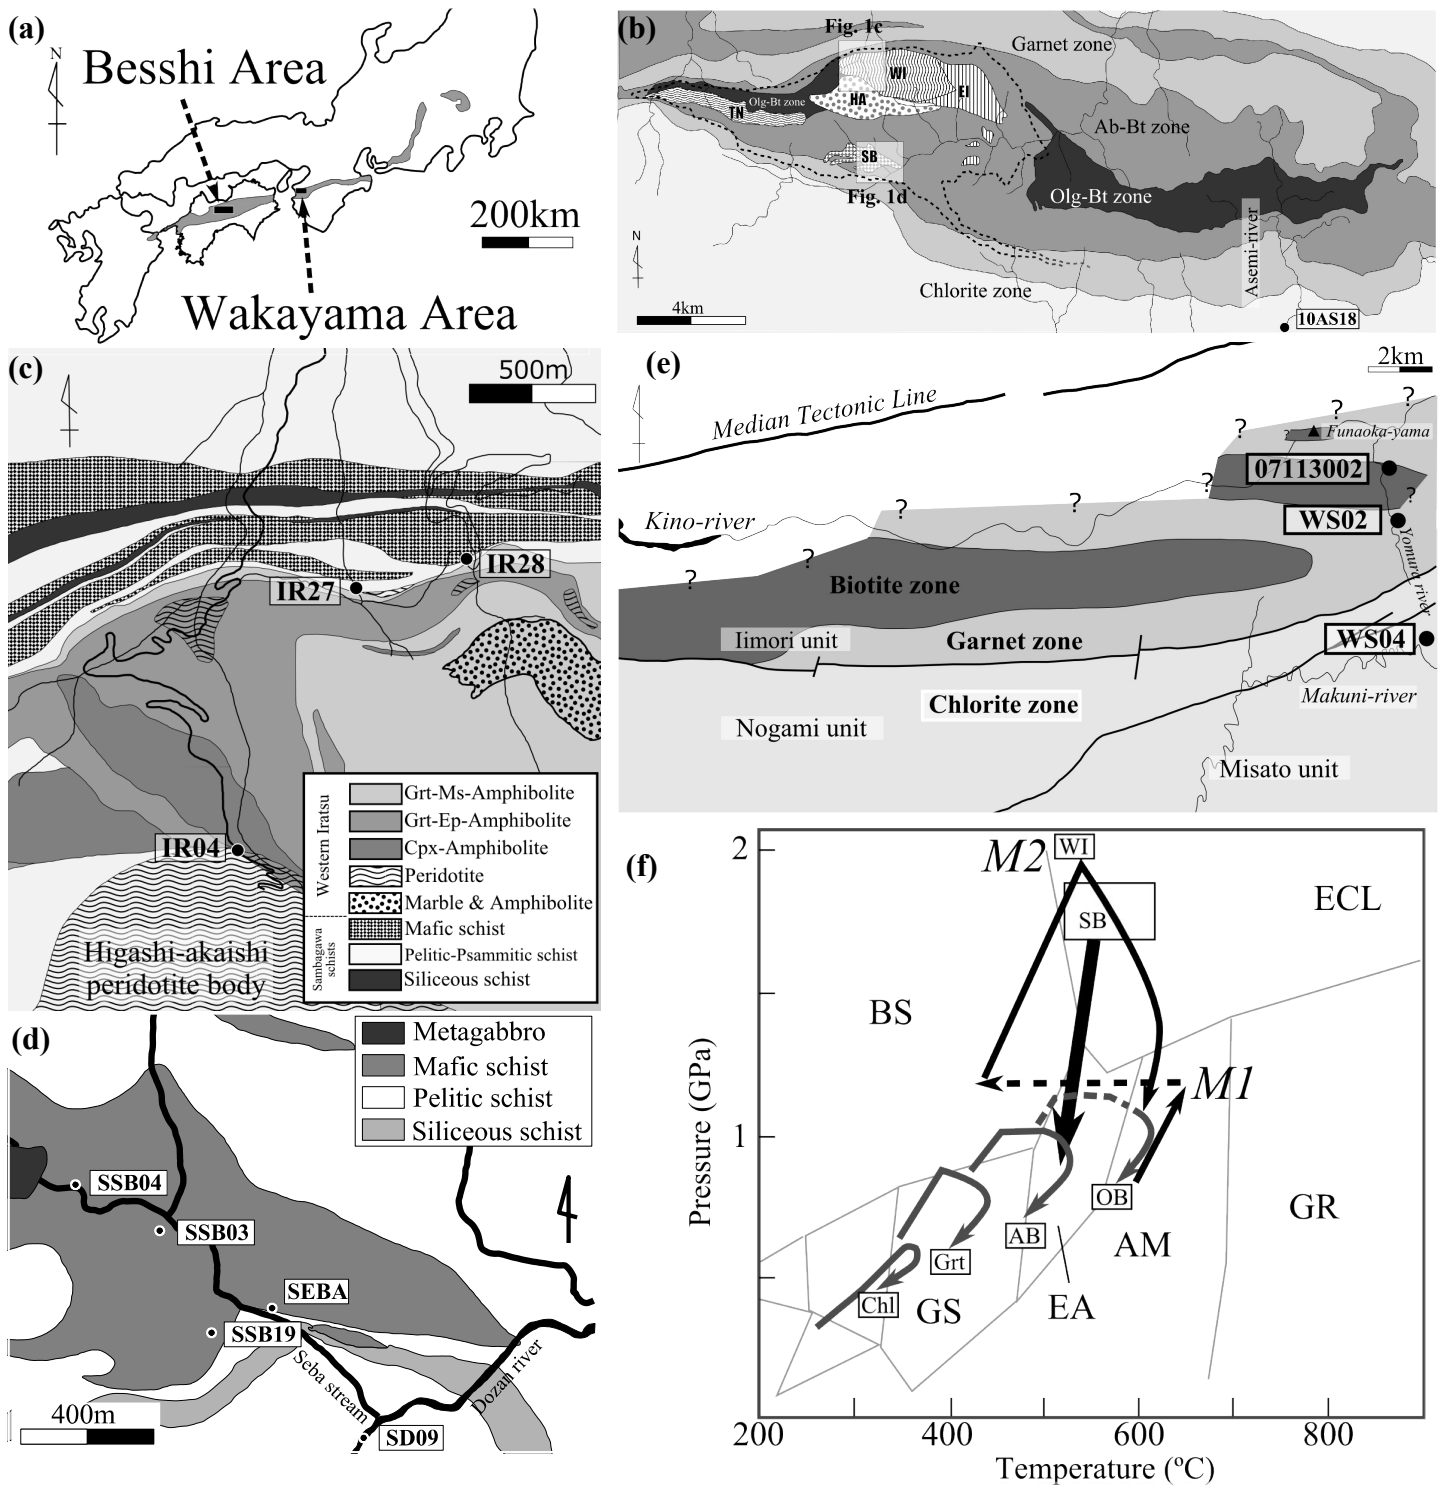 (a)
N
Besshi Area
200km
Wakayama Area
(b)
Fig. 1c
Garnet zone
WI
EI
HA
Olg-Bt zone
TN
Ab-Bt zone
SB
Fig. 1d
Olg-Bt zone
N
Asemi-river
Chlorite zone
4km
10AS18
(c)
500m
IR28
IR27
IR04
Higashi-akaishi
peridotite body
Western Iratsu
Sambagawa
schists
Grt-Ms-Amphibolite
Grt-Ep-Amphibolite
Cpx-Amphibolite
Peridotite
Marble & Amphibolite
Mafic schist
Pelitic-Psammitic schist
Siliceous schist
(d)
Metagabbro
Mafic schist
Pelitic schist
Siliceous schist
SSB04
SSB03
SEBA
SSB19
Seba stream
Dozan river
400m
SD09
(e)
2km
Median Tectonic Line
?
?
?
?
Funaoka-yama
07113002
?
?
?
?
WS02
Kino-river
?
?
Yomura river
Biotite zone
Iimori unit
Garnet zone
WS04
Chlorite zone
Makuni-river
Nogami unit
Misato unit
(f)
2
M2
WI
ECL
SB
BS
M1
1
Pressure (GPa)
OB
GR
AB
AM
Grt
Chl
GS
EA
200
400
600
800
Temperature (ºC)